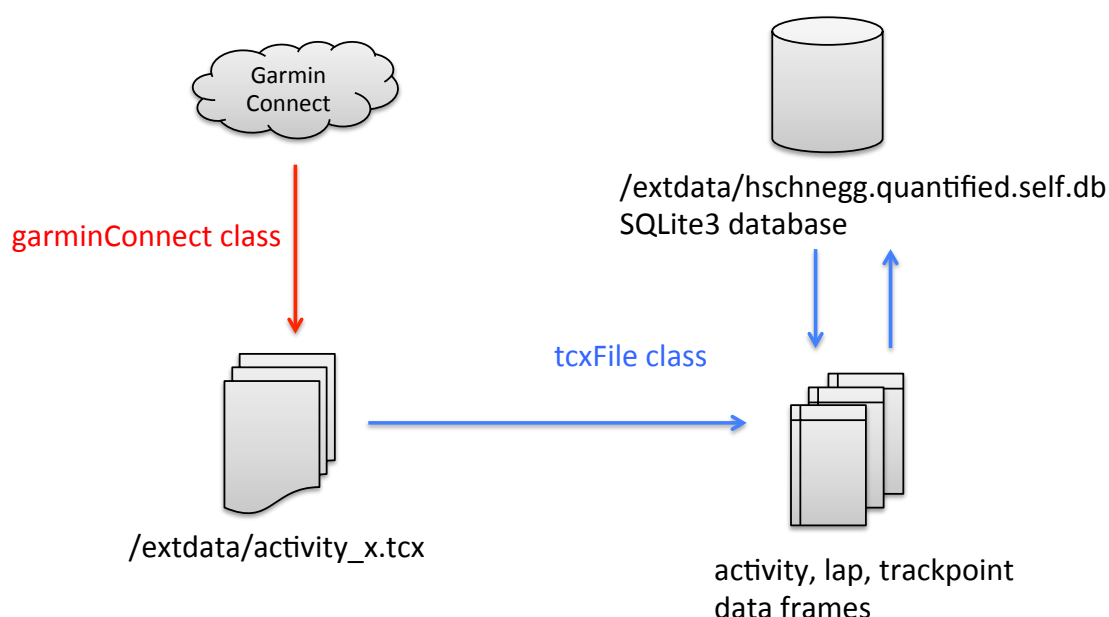 Garmin
Connect
/extdata/hschnegg.quantified.self.db
SQLite3 database
garminConnect class
tcxFile class
/extdata/activity_x.tcx
activity, lap, trackpoint
data frames